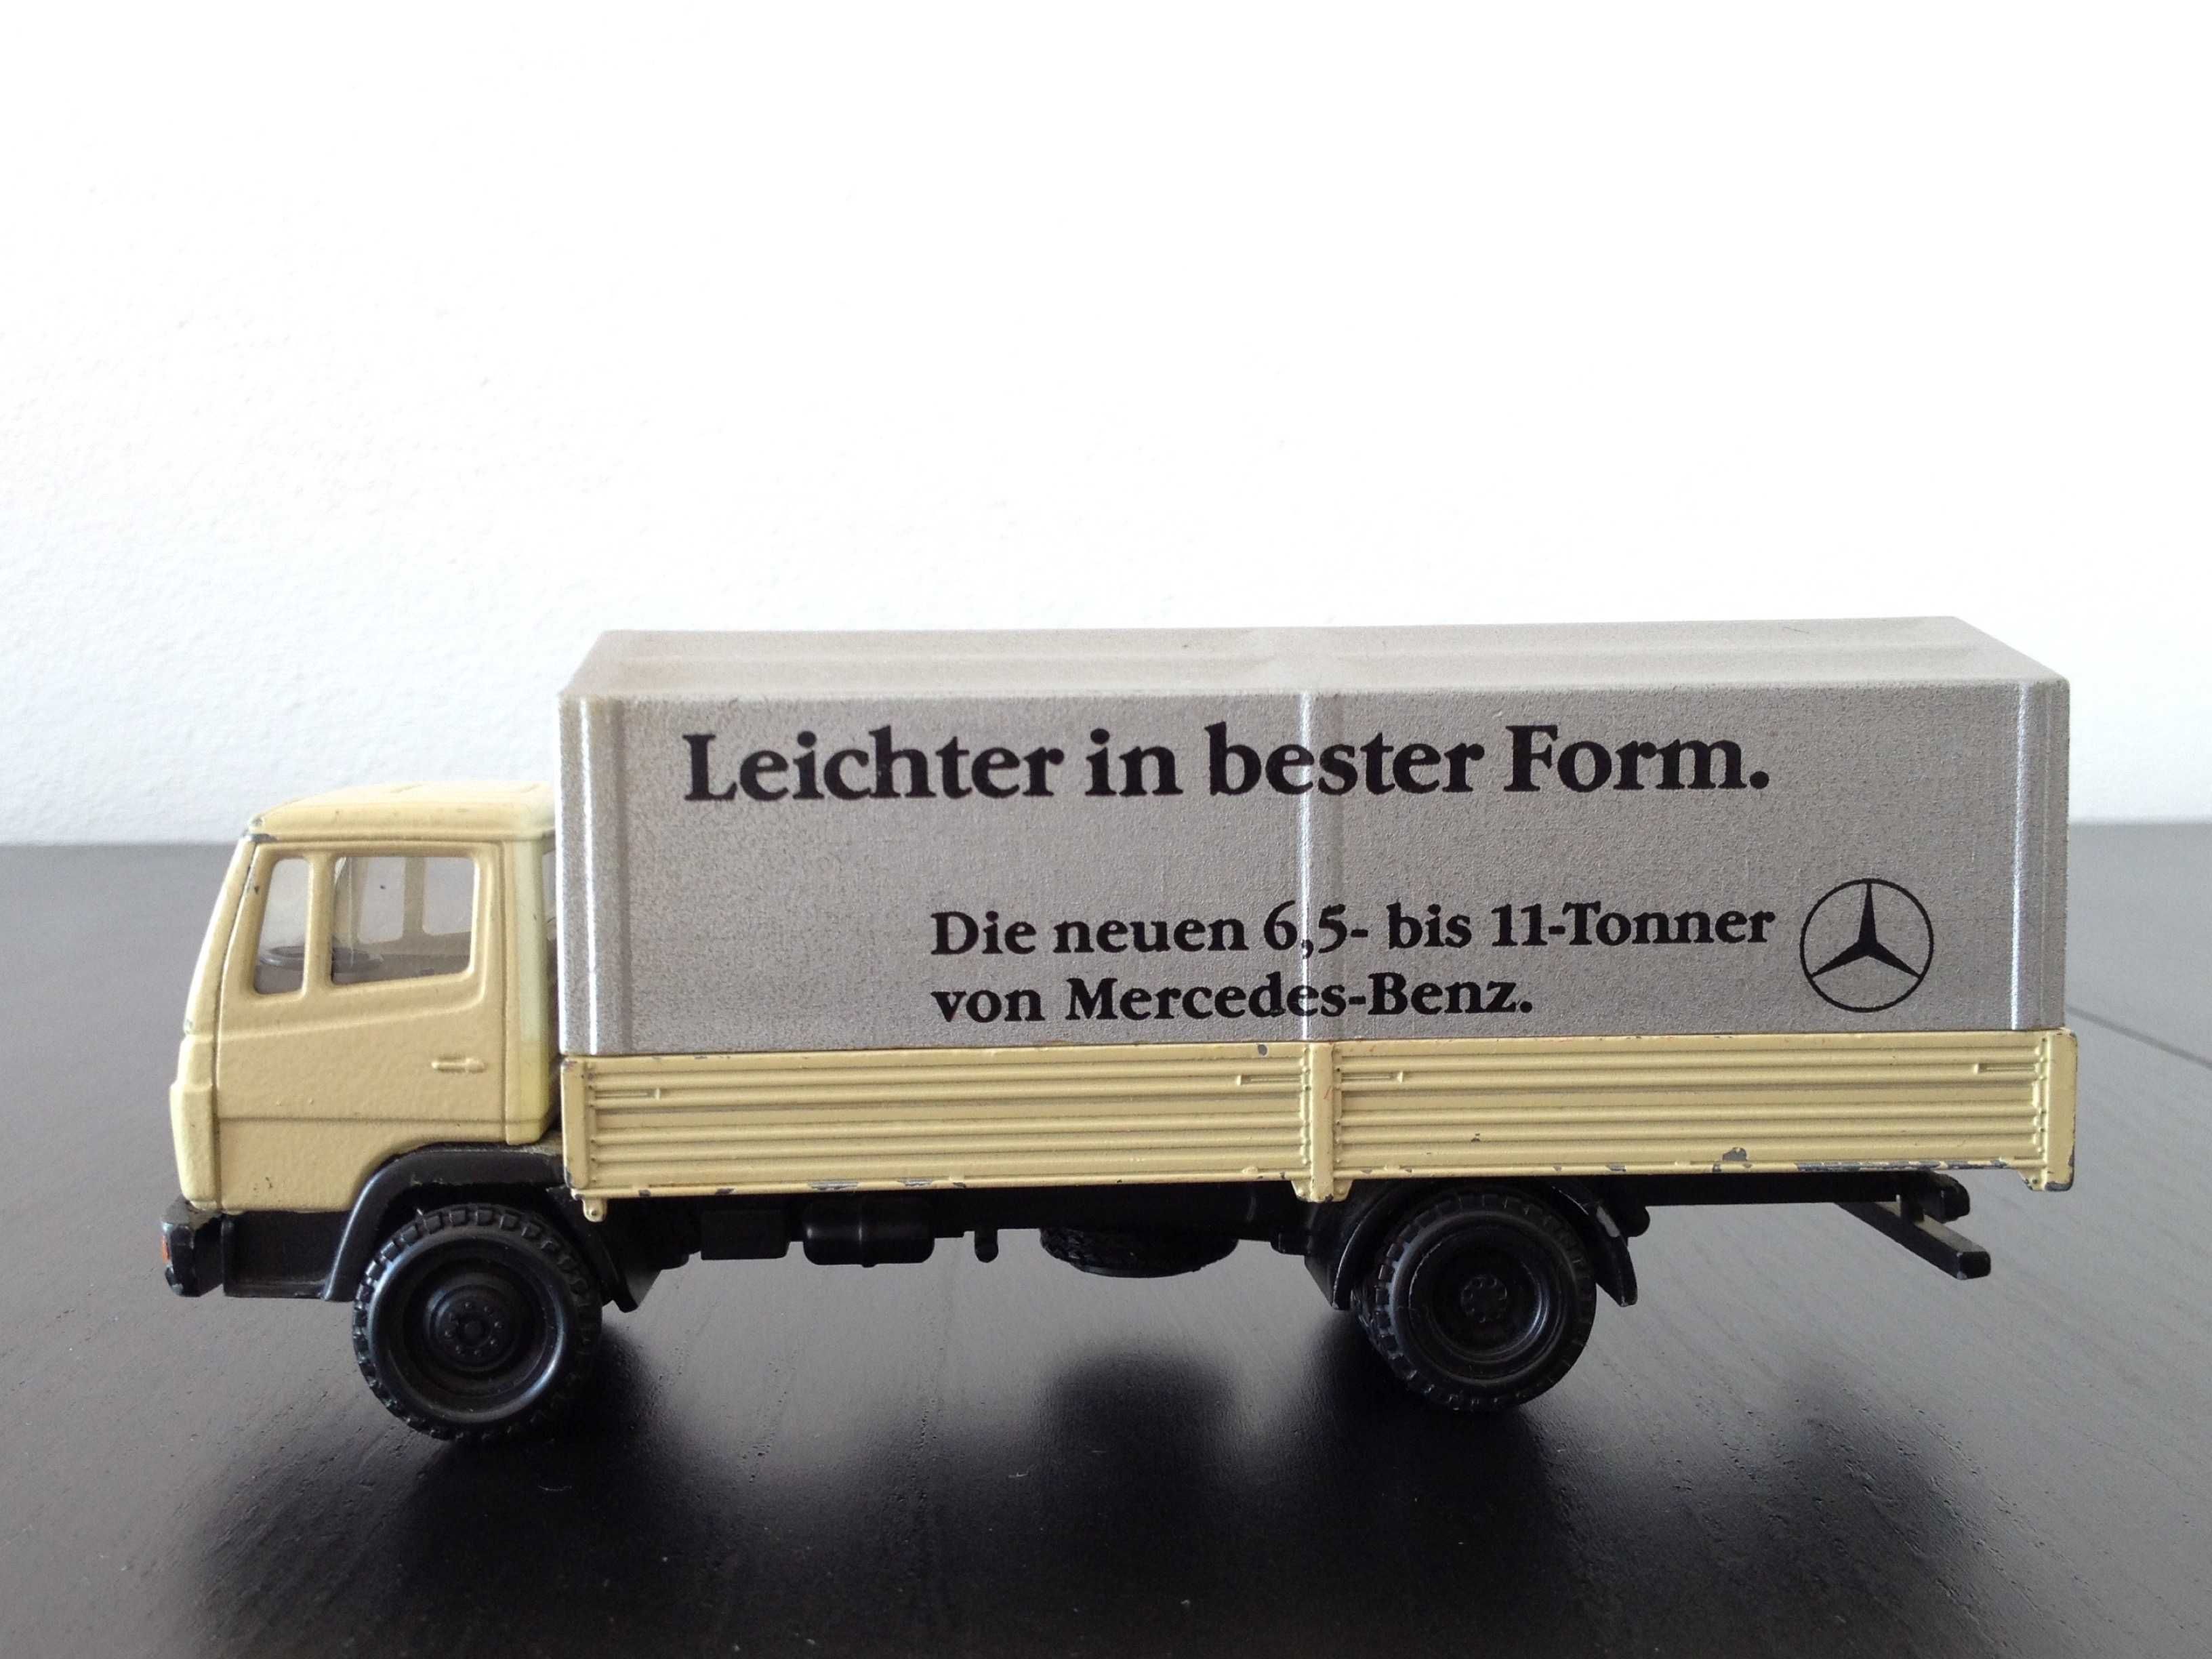 Leichter in bester Form.
Die neuen 6,5- bis 11-Tonner
von Mercedes-Benz.